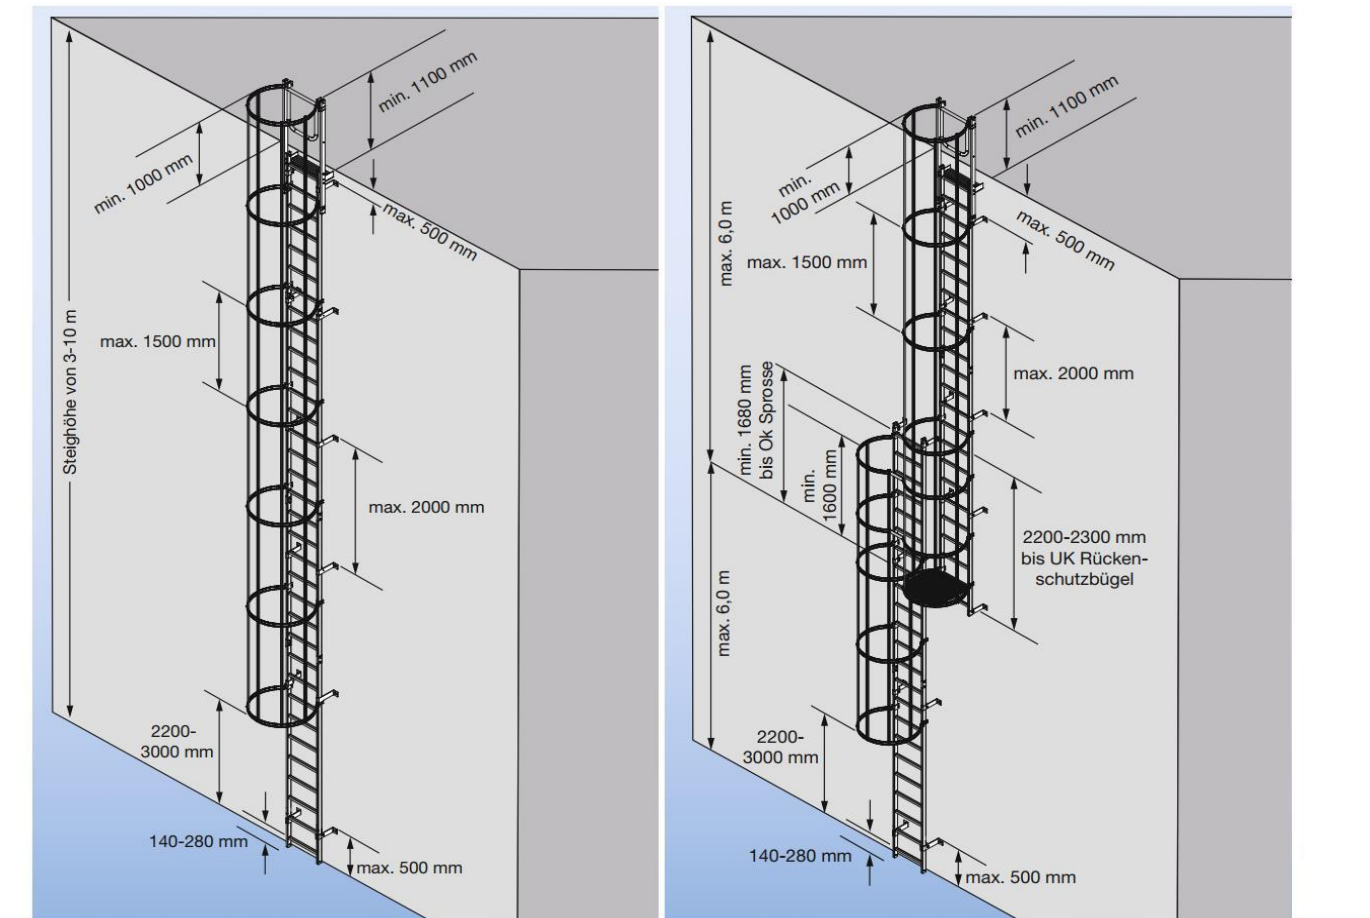 min. 1100 mm
min. 1000 mm
max. 500 mm
Steighöhe von 3-10 m
max. 1500 mm
max. 2000 mm
2200-
3000 mm
140-280 mm
max. 500 mm
min. 1100 mm
min.
1000 mm
max. 500 mm
max. 6,0 m
max. 1500 mm
max. 2000 mm
min. 1680 mm
bis Ok Sprosse
min.
1600 mm
2200-2300 mm
bis UK Rücken-
schutzbügel
max. 6,0 m
2200-
3000 mm
140-280 mm
max. 500 mm